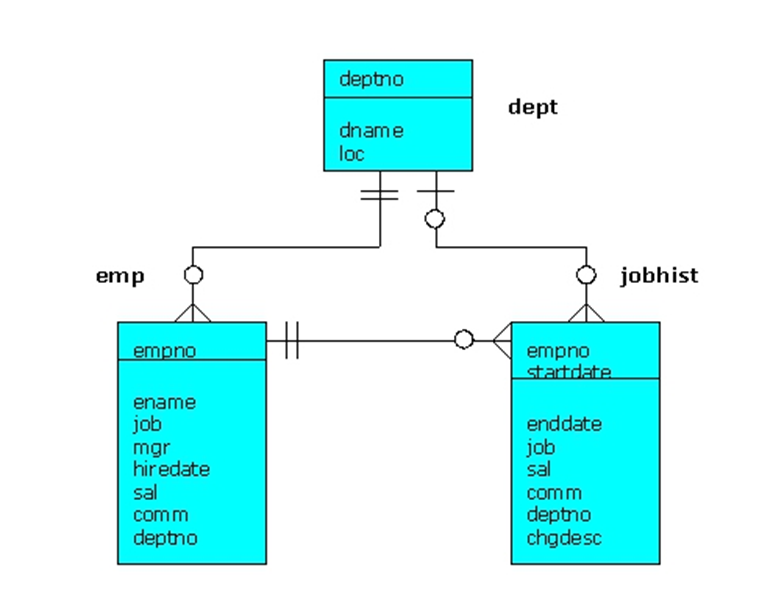 deptno
dname
loc
dept
emp
empno
ename
job
mgr
hiredate
sal
comm
deptno
jobhist
empno
startdate
enddate
job
sal
comm
deptno
chgdesc